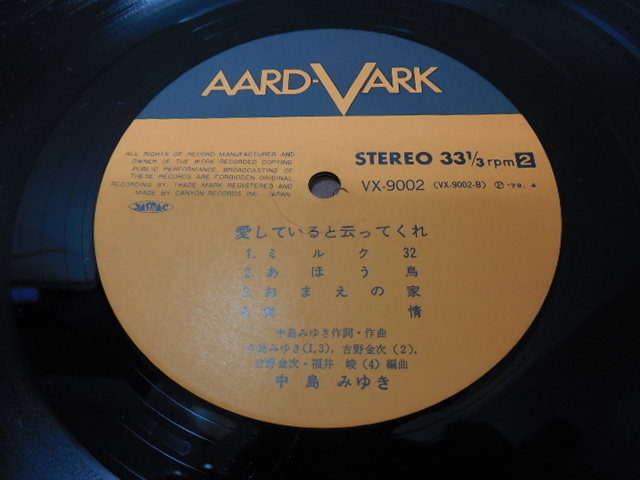 AARD-VARK
ALL RIGHTS OF RECORD MANUFACTURER AND
OWNER OF THE WORK RECORDED COPYING
PUBLIC PERFORMANCE. BROADCASTING OF
THESE RECORDS ARE FORBIDDEN ORIGINAL
RECORDING BY. TRADE MARK REGISTERED AND
MADE BY CANYON RECORDS INC. JAPAN.
JASRAC
STEREO 33 1/3 rpm 2
VX-9002 (VX-9002-B) Ⓟ '78. 4
愛していると云ってくれ
1. ミルク 32
2. あほう鳥
3. おまえの家
情
中島みゆき作詞・作曲
中島みゆき(1,3), 吉野金次(2),
吉野金次・福井 峻(4)編曲
中島みゆき